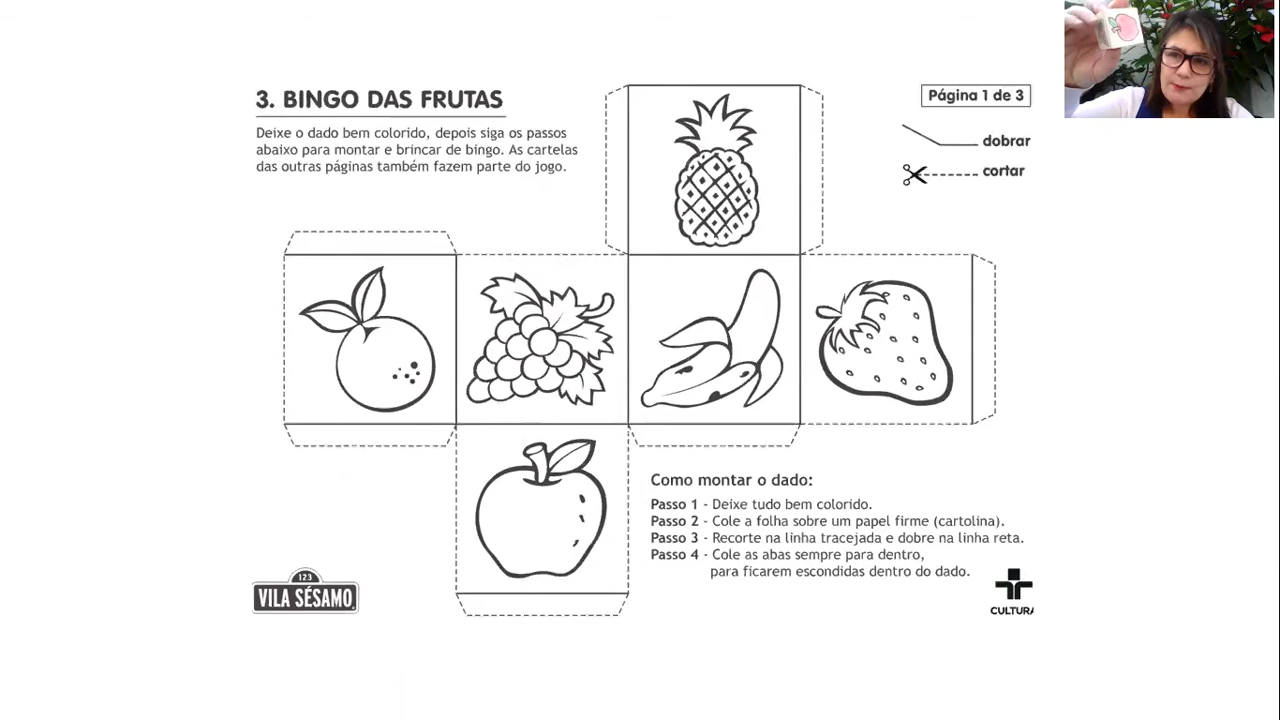 3. BINGO DAS FRUTAS
Deixe o dado bem colorido, depois siga os passos
abaixo para montar e brincar de bingo. As cartelas
das outras páginas também fazem parte do jogo.
Página 1 de 3
dobrar
cortar
Como montar o dado:
Passo 1 - Deixe tudo bem colorido.
Passo 2 - Cole a folha sobre um papel firme (cartolina).
Passo 3 - Recorte na linha tracejada e dobre na linha reta.
Passo 4 - Cole as abas sempre para dentro,
para ficarem escondidas dentro do dado.
123
VILA SÉSAMO
CULTURA